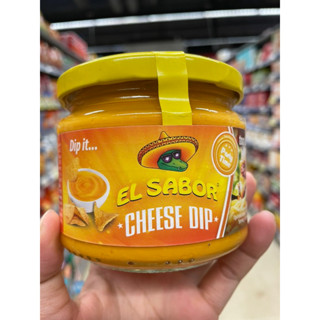 Dip it...
EL SABOR
CHEESE DIP